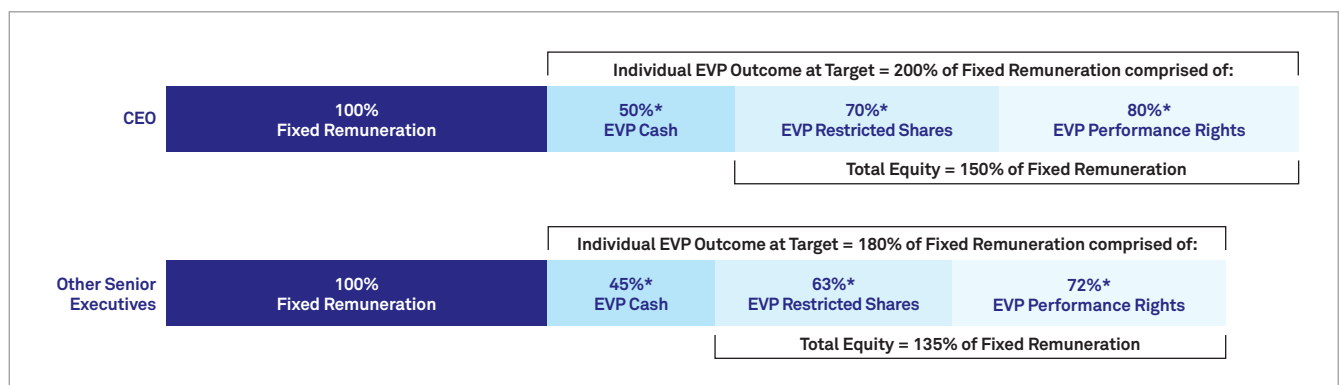 Individual EVP Outcome at Target = 200% of Fixed Remuneration comprised of:
CEO
100%
Fixed Remuneration
50%*
EVP Cash
70%*
EVP Restricted Shares
80%*
EVP Performance Rights
Total Equity = 150% of Fixed Remuneration
Individual EVP Outcome at Target = 180% of Fixed Remuneration comprised of:
Other Senior
Executives
100%
Fixed Remuneration
45%*
EVP Cash
63%*
EVP Restricted Shares
72%*
EVP Performance Rights
Total Equity = 135% of Fixed Remuneration